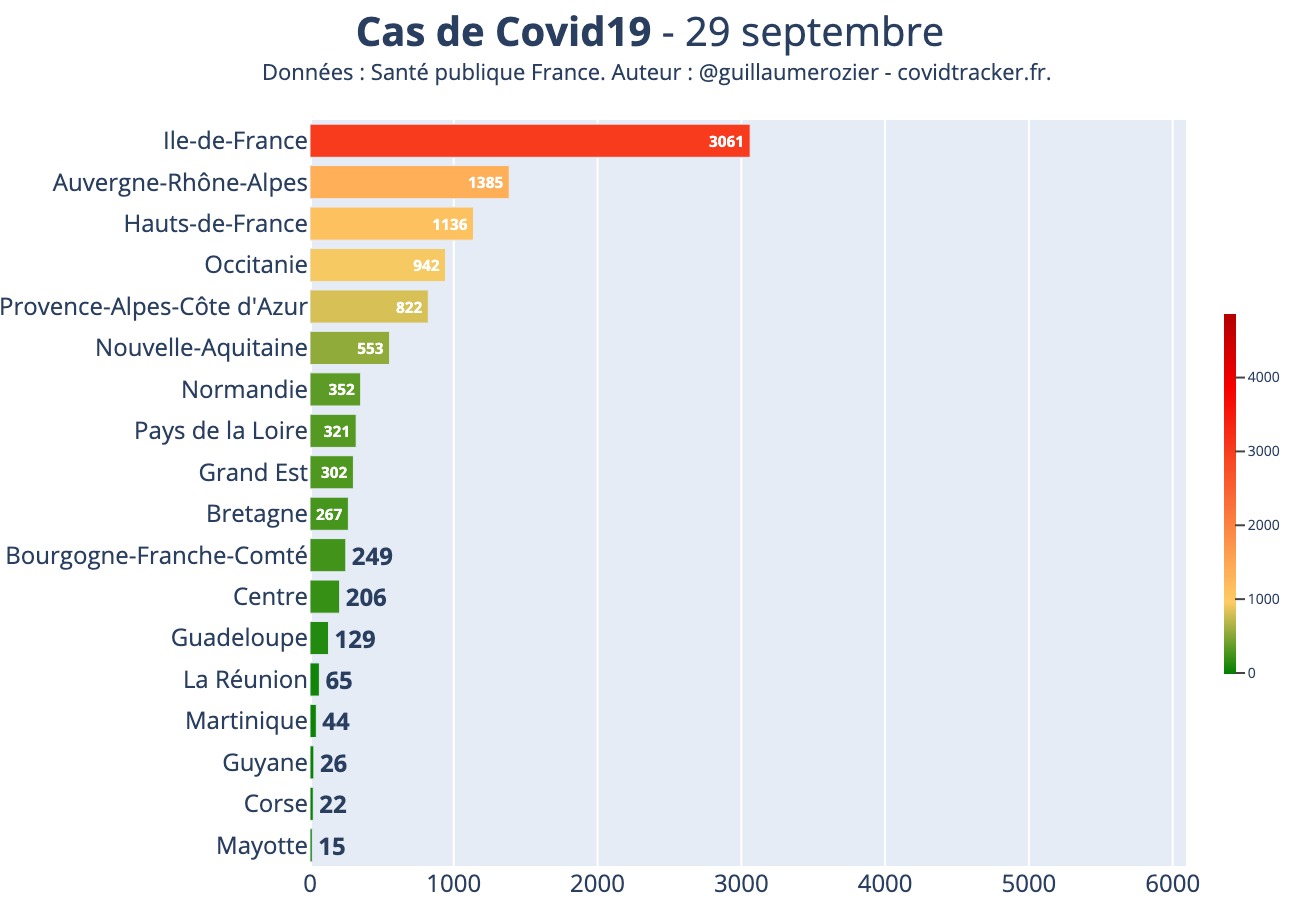 Cas de Covid19 - 29 septembre
Données : Santé publique France. Auteur : @guillaumerozier - covidtracker.fr.
Ile-de-France 3061
Auvergne-Rhône-Alpes 1385
Hauts-de-France 1136
Occitanie 942
Provence-Alpes-Côte d'Azur 822
Nouvelle-Aquitaine 553
Normandie 352
Pays de la Loire 321
Grand Est 302
Bretagne 267
Bourgogne-Franche-Comté 249
Centre 206
Guadeloupe 129
La Réunion 65
Martinique 44
Guyane 26
Corse 22
Mayotte 15
0 1000 2000 3000 4000 5000 6000
4000
3000
2000
1000
0